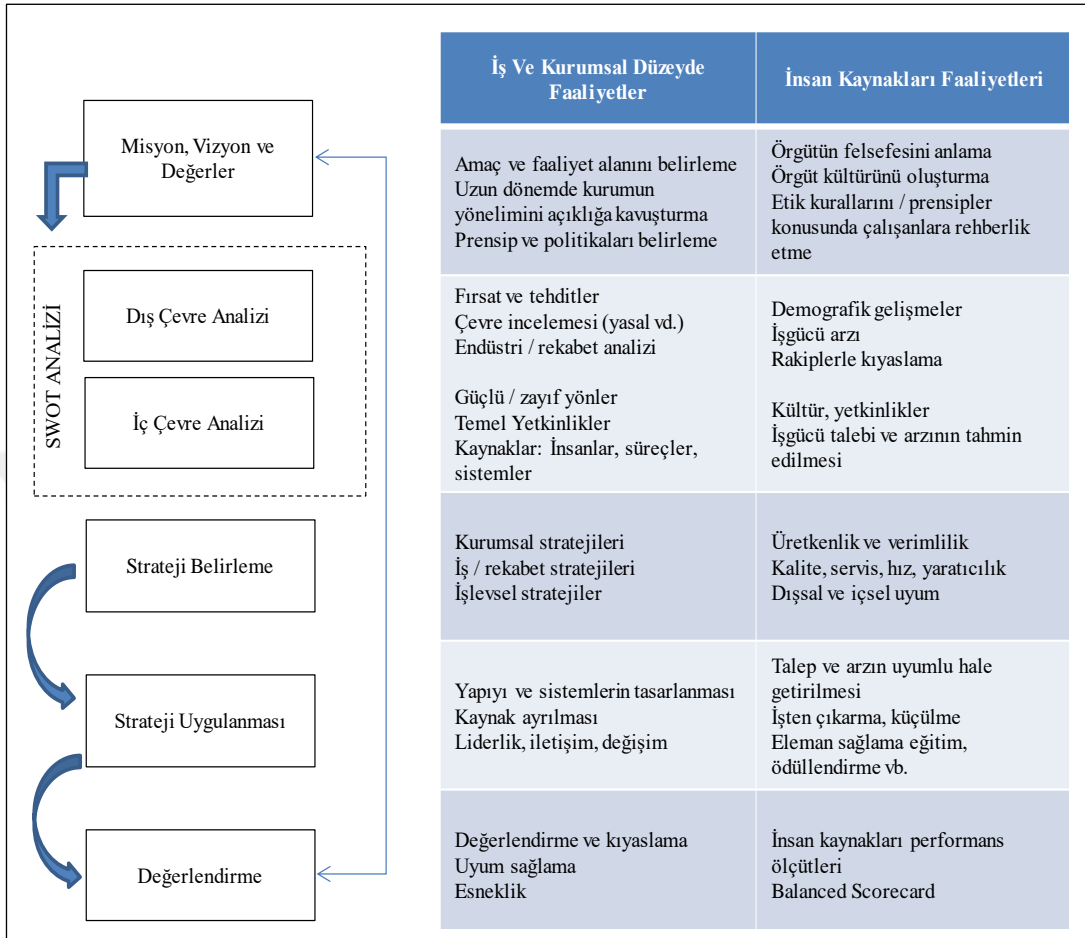 İş Ve Kurumsal Düzeyde
Faaliyetler
İnsan Kaynakları Faaliyetleri
Misyon, Vizyon ve
Değerler
Amaç ve faaliyet alanını belirleme
Uzun dönemde kurumun
yönelimini açıklığa kavuşturma
Prensip ve politikaları belirleme
Örgütün felsefesini anlama
Örgüt kültürünü oluşturma
Etik kurallarını / prensipler
konusunda çalışanlara rehberlik
etme
SWOT ANALİZİ
Dış Çevre Analizi
Fırsat ve tehditler
Çevre incelemesi (yasal vd.)
Endüstri / rekabet analizi
Demografik gelişmeler
İşgücü arzı
Rakiplerle kıyaslama
İç Çevre Analizi
Güçlü / zayıf yönler
Temel Yetkinlikler
Kaynaklar: İnsanlar, süreçler,
sistemler
Kültür, yetkinlikler
İşgücü talebi ve arzının tahmin
edilmesi
Strateji Belirleme
Kurumsal stratejileri
İş / rekabet stratejileri
İşlevsel stratejiler
Üretkenlik ve verimlilik
Kalite, servis, hız, yaratıcılık
Dışsal ve içsel uyum
Strateji Uygulanması
Yapıyı ve sistemlerin tasarlanması
Kaynak ayrılması
Liderlik, iletişim, değişim
Talep ve arzın uyumlu hale
getirilmesi
İşten çıkarma, küçülme
Eleman sağlama eğitim,
ödüllendirme vb.
Değerlendirme
Değerlendirme ve kıyaslama
Uyum sağlama
Esneklik
İnsan kaynakları performans
ölçütleri
Balanced Scorecard